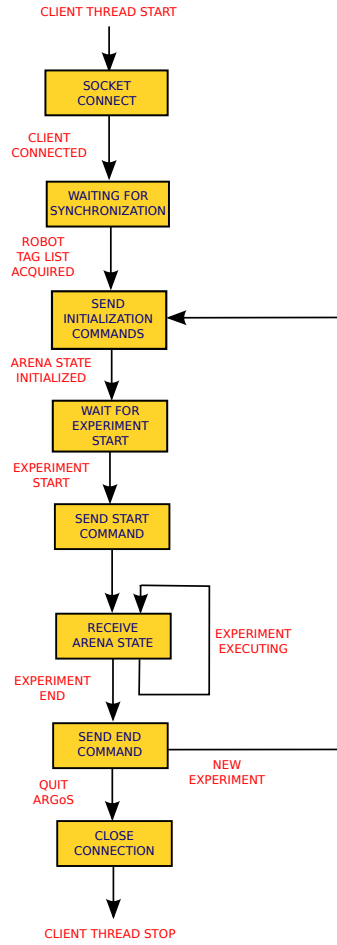 CLIENT THREAD START
SOCKET
CONNECT
CLIENT
CONNECTED
WAITING FOR
SYNCHRONIZATION
ROBOT
TAG LIST
ACQUIRED
SEND
INITIALIZATION
COMMANDS
ARENA STATE
INITIALIZED
WAIT FOR
EXPERIMENT
START
EXPERIMENT
START
SEND START
COMMAND
RECEIVE
ARENA STATE
EXPERIMENT
EXECUTING
EXPERIMENT
END
SEND END
COMMAND
NEW
EXPERIMENT
QUIT
ARGoS
CLOSE
CONNECTION
CLIENT THREAD STOP